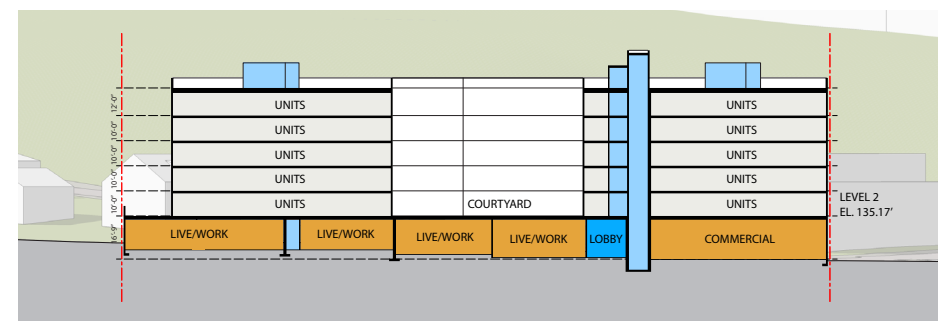 12'-0"
UNITS
UNITS
10'-0"
UNITS
UNITS
10'-0"
UNITS
UNITS
10'-0"
UNITS
UNITS
10'-0"
UNITS
COURTYARD
UNITS
LEVEL 2
EL. 135.17'
LIVE/WORK
LIVE/WORK
LIVE/WORK
LIVE/WORK
LOBBY
COMMERCIAL